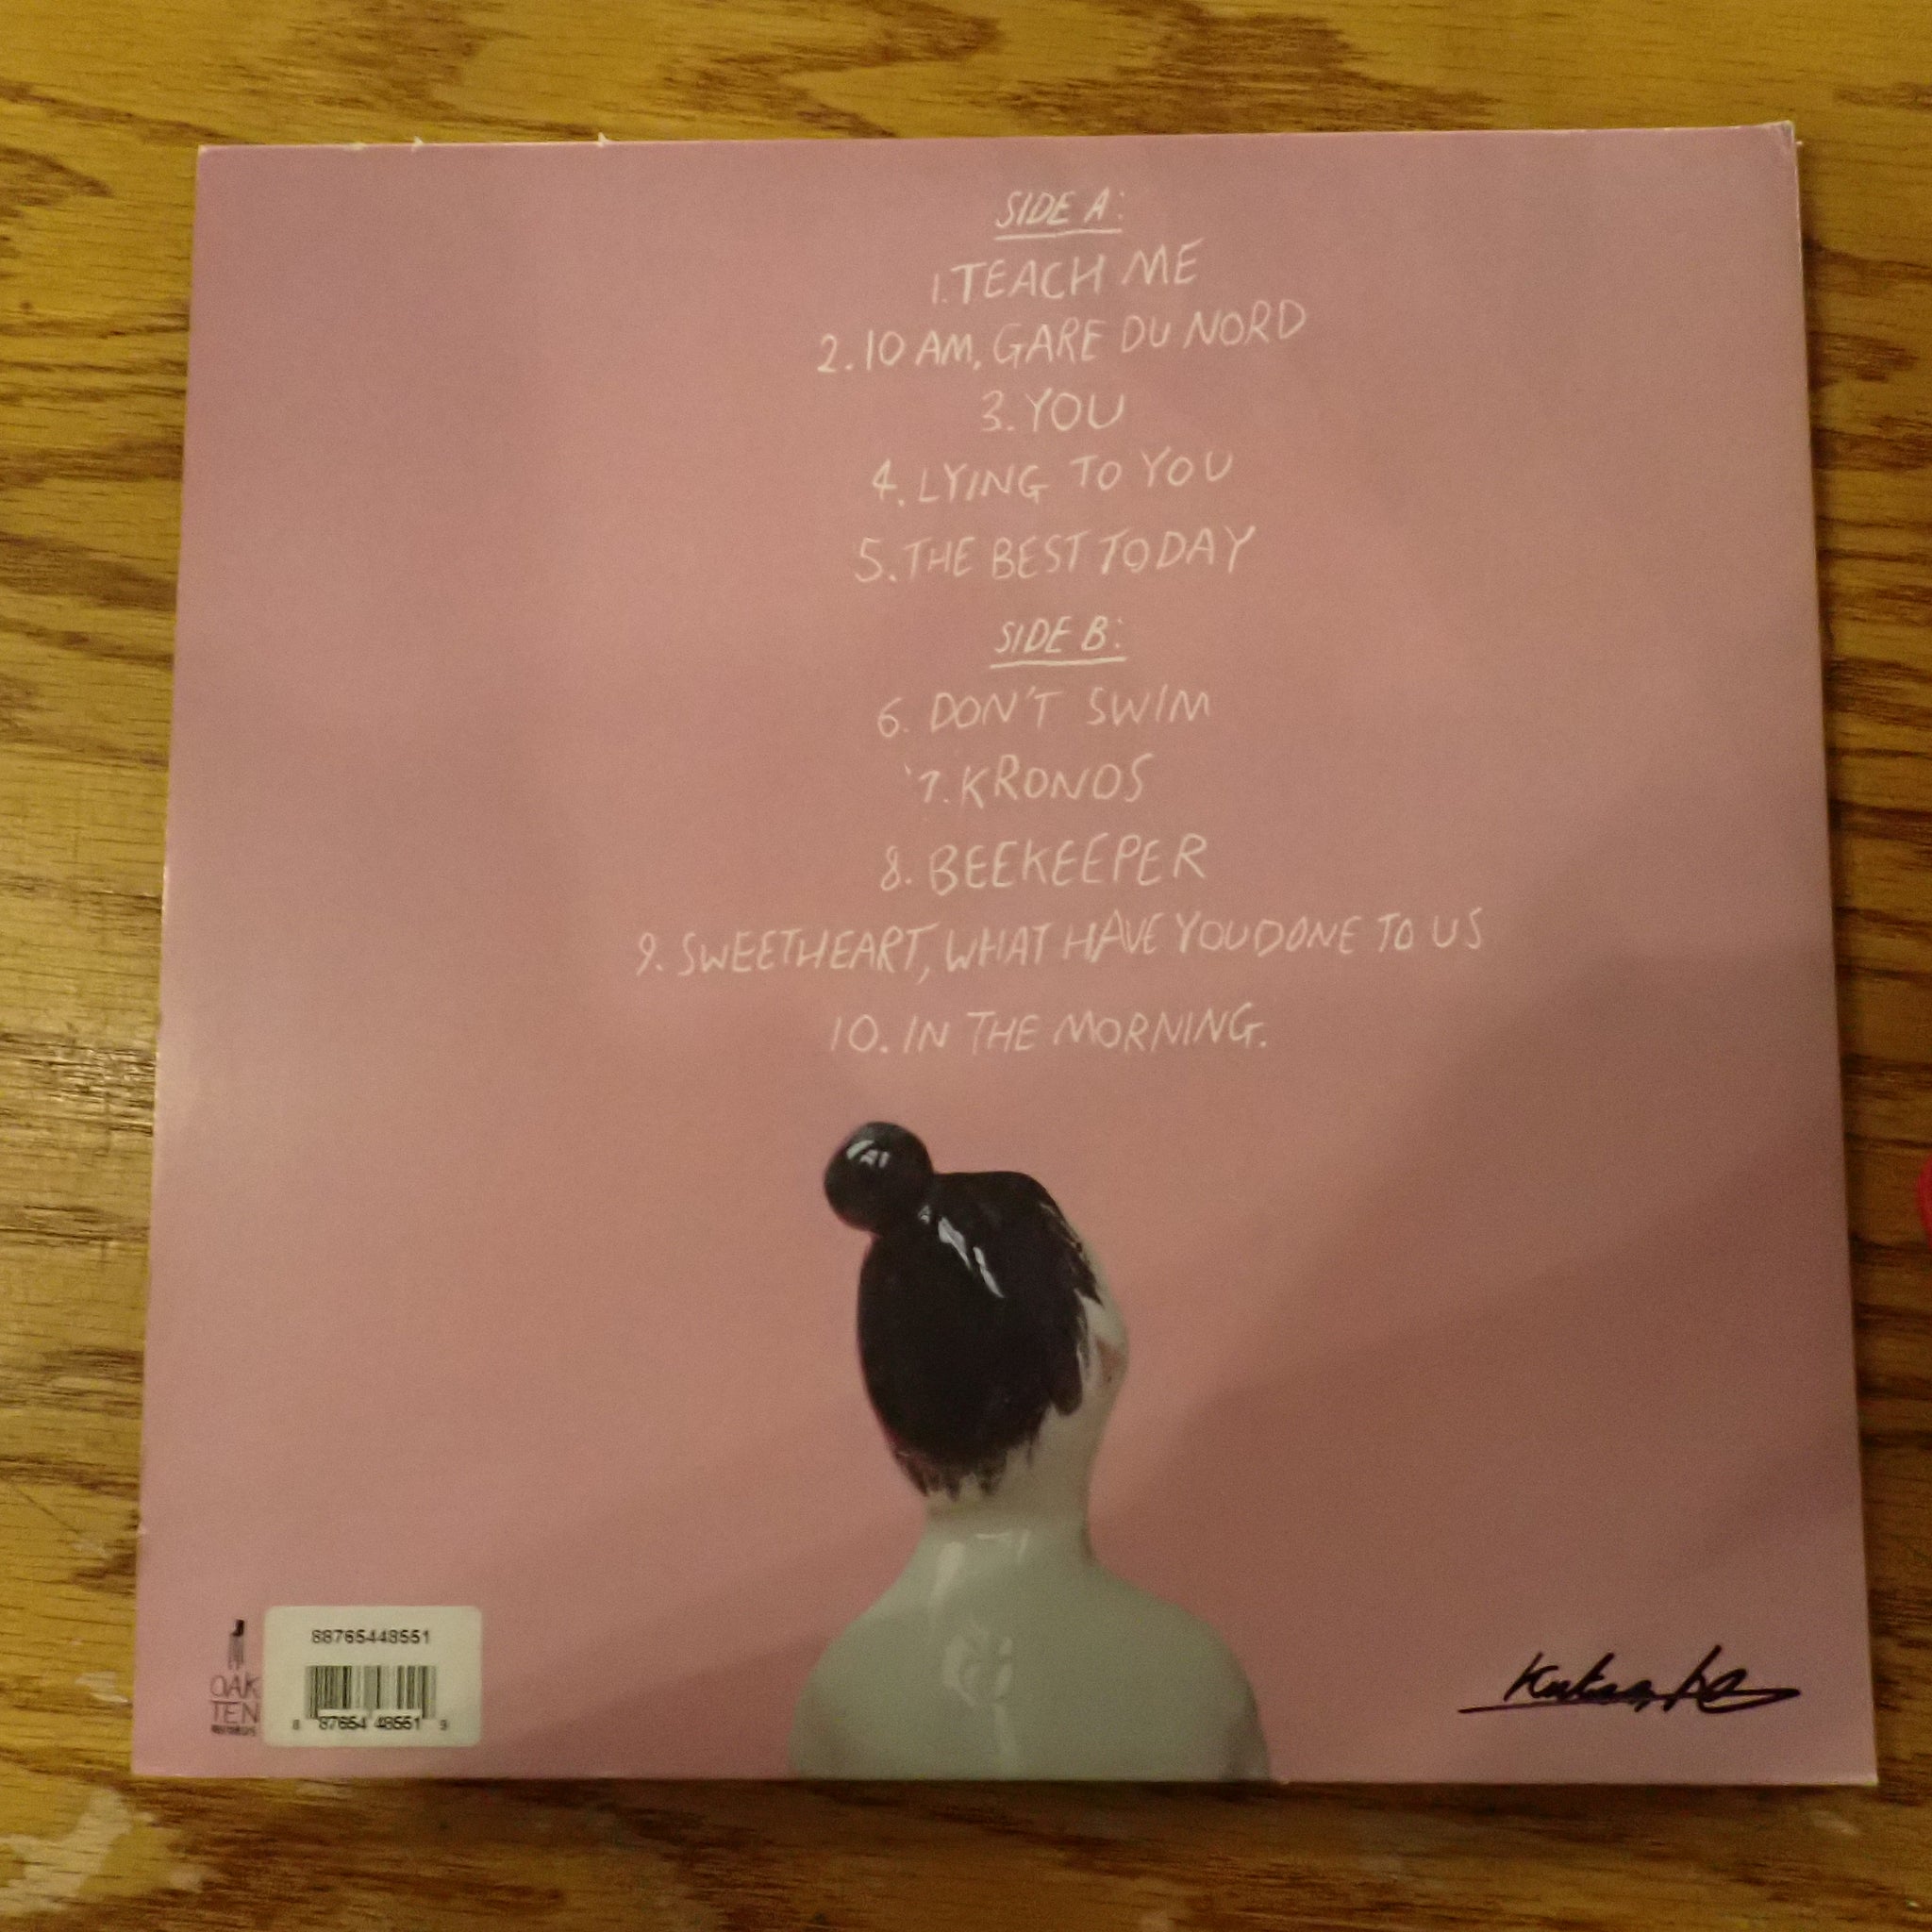 SIDE A:
1. TEACH ME
2. 10 AM, GARE DU NORD
3. YOU
4. LYING TO YOU
5. THE BEST TODAY
SIDE B:
6. DON'T SWIM
7. KRONOS
8. BEEKEEPER
9. SWEETHEART, WHAT HAVE YOU DONE TO US
10. IN THE MORNING.
OAK
TEN
RECORDS
88765448551
8 87654 48551 9